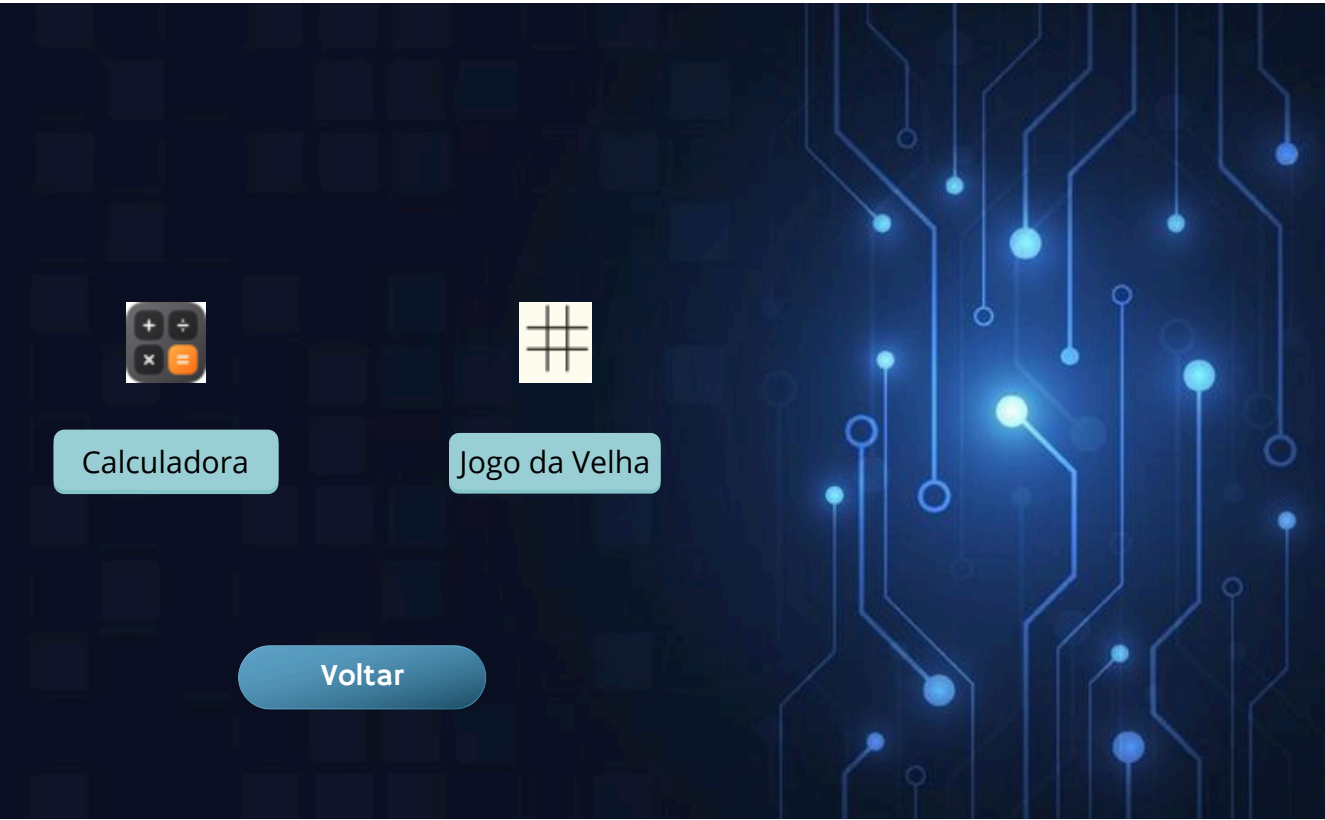 + ÷
× =
Calculadora
Jogo da Velha
Voltar